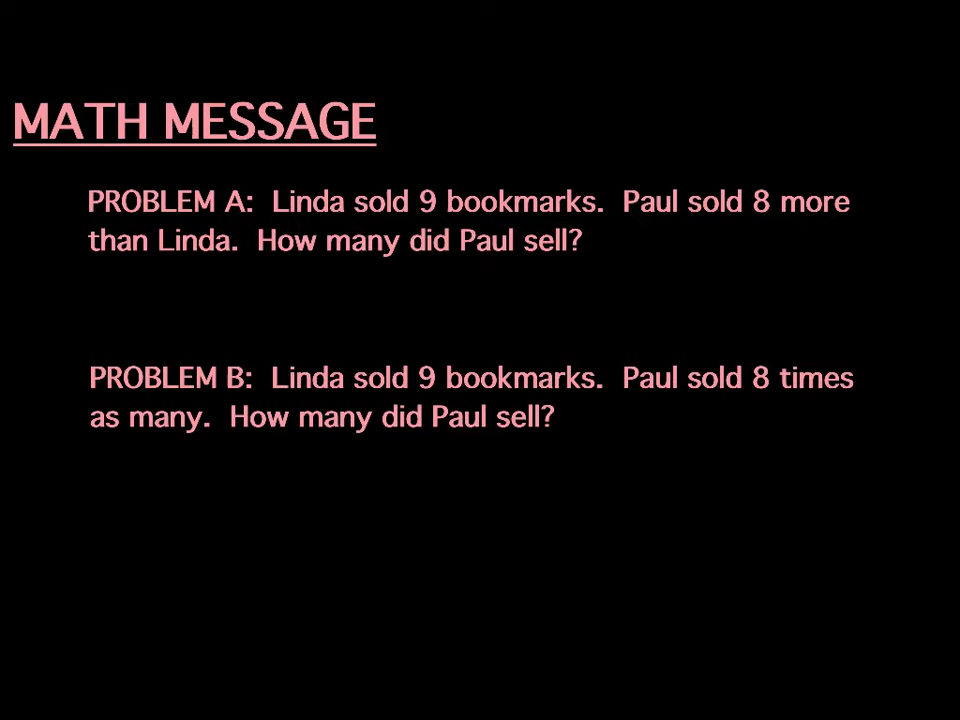 MATH MESSAGE
PROBLEM A:  Linda sold 9 bookmarks.  Paul sold 8 more
than Linda.  How many did Paul sell?
PROBLEM B:  Linda sold 9 bookmarks.  Paul sold 8 times
as many.  How many did Paul sell?